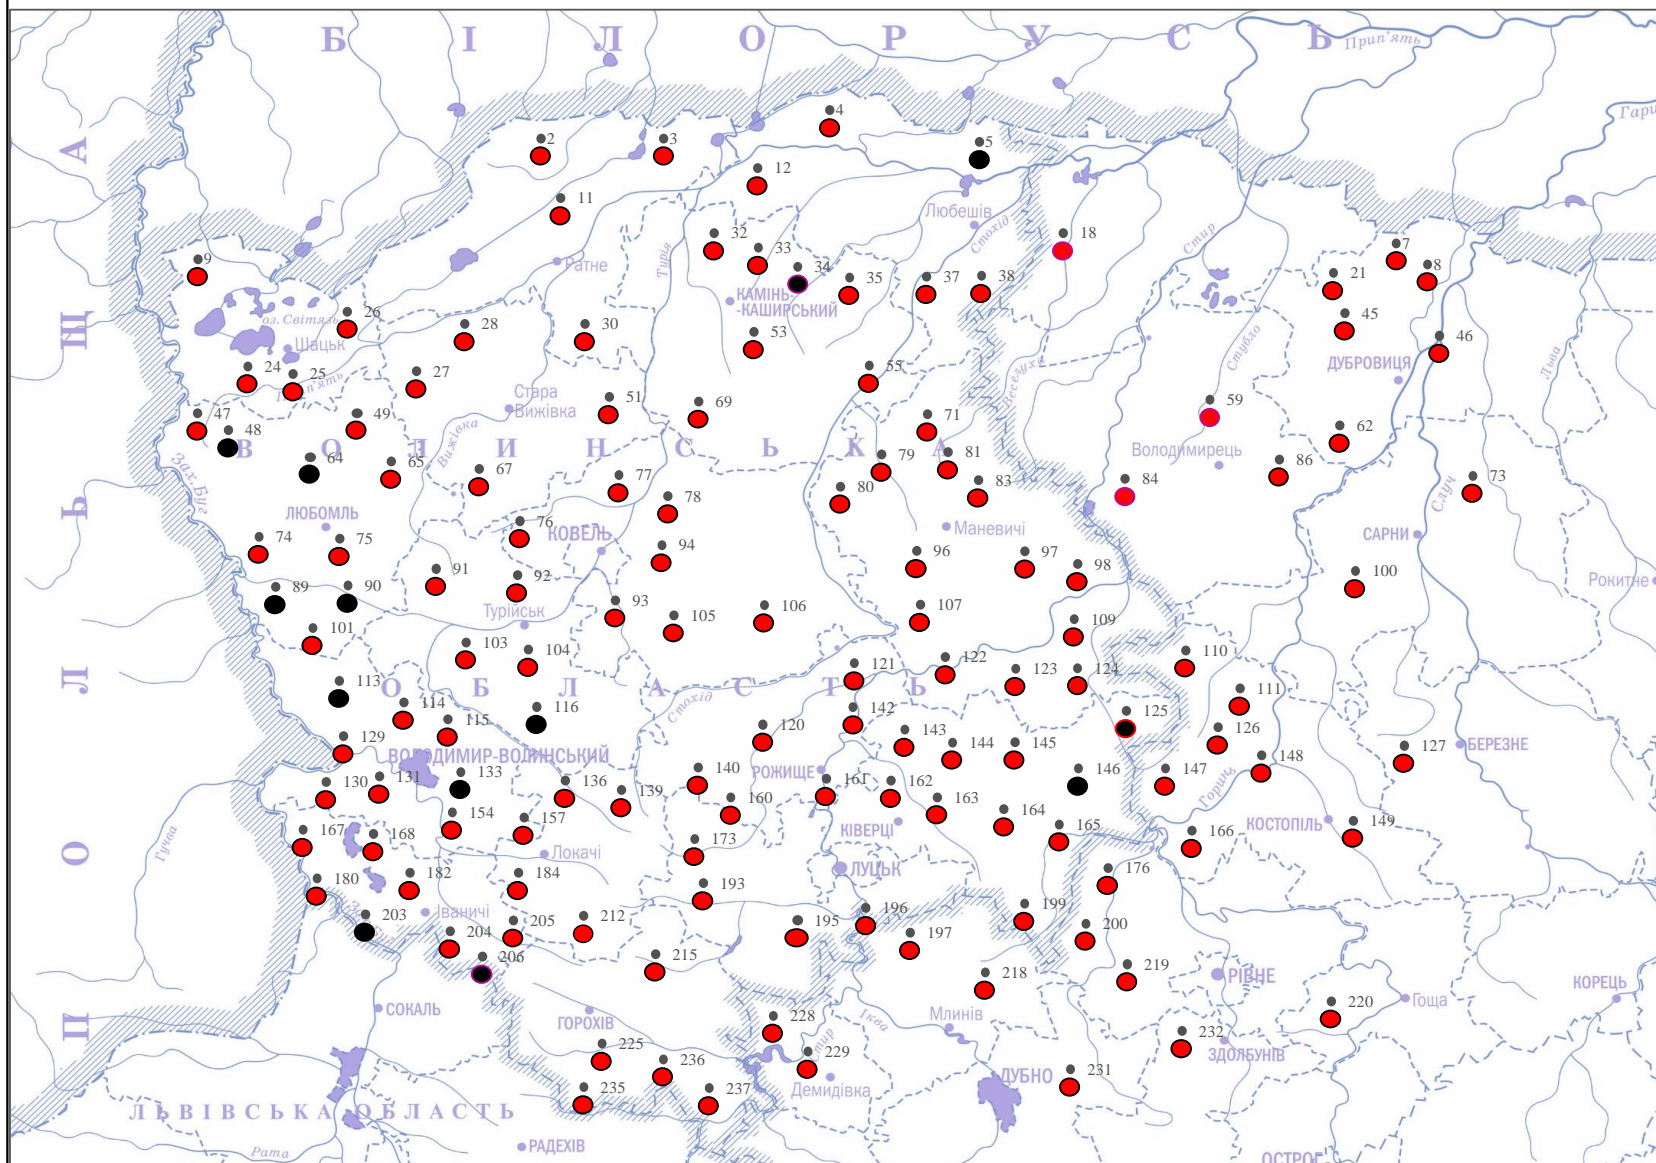 БІЛОРУСЬ
Прип'ять
Гари
4
2
3
5
12
11
Любешів
Стохід
Стир
32
33
18
7
9
Ратне
Турія
34
35
37
38
21
8
КАМІНЬ-
-КАШИРСЬКИЙ
оз.Світязь
26
28
30
45
Шацьк
53
Стубло
46
ДУБРОВИЦЯ
Льва
24
25
Прип'ять
27
55
Веселуха
Стара
Вижівка
51
69
59
47
48
49
71
62
ВОЛИНСЬКА
Володимирець
Вижівка
64
65
67
77
79
81
86
73
Зах. Буг
78
80
83
84
Случ
ЛЮБОМЛЬ
76
КОВЕЛЬ
Маневичі
САРНИ
74
75
94
96
97
98
100
Рокитне
89
90
91
92
Турійськ
93
105
106
107
109
101
103
104
110
121
122
123
124
ОБЛАСТЬ
113
114
115
116
Стохід
142
125
111
129
ВОЛОДИМИР-ВОЛИНСЬКИЙ
120
143
144
145
126
127
БЕРЕЗНЕ
130
131
133
136
139
140
РОЖИЩЕ
161
162
146
147
148
Горинь
160
163
164
КІВЕРЦІ
КОСТОПІЛЬ
149
Гучва
167
168
154
157
Локачі
173
165
166
ЛУЦЬК
180
182
184
193
176
Іваничі
203
204
205
212
195
196
197
199
200
206
215
218
219
РІВНЕ
КОРЕЦЬ
СОКАЛЬ
ГОРОХІВ
Іква
Млинів
220
Гоща
228
Стир
232
ЗДОЛБУНІВ
225
236
229
ДУБНО
231
Демидівка
235
237
ЛЬВІВСЬКА ОБЛАСТЬ
Рата
РАДЕХІВ
ОСТРОГ
ПОЛЬЩА